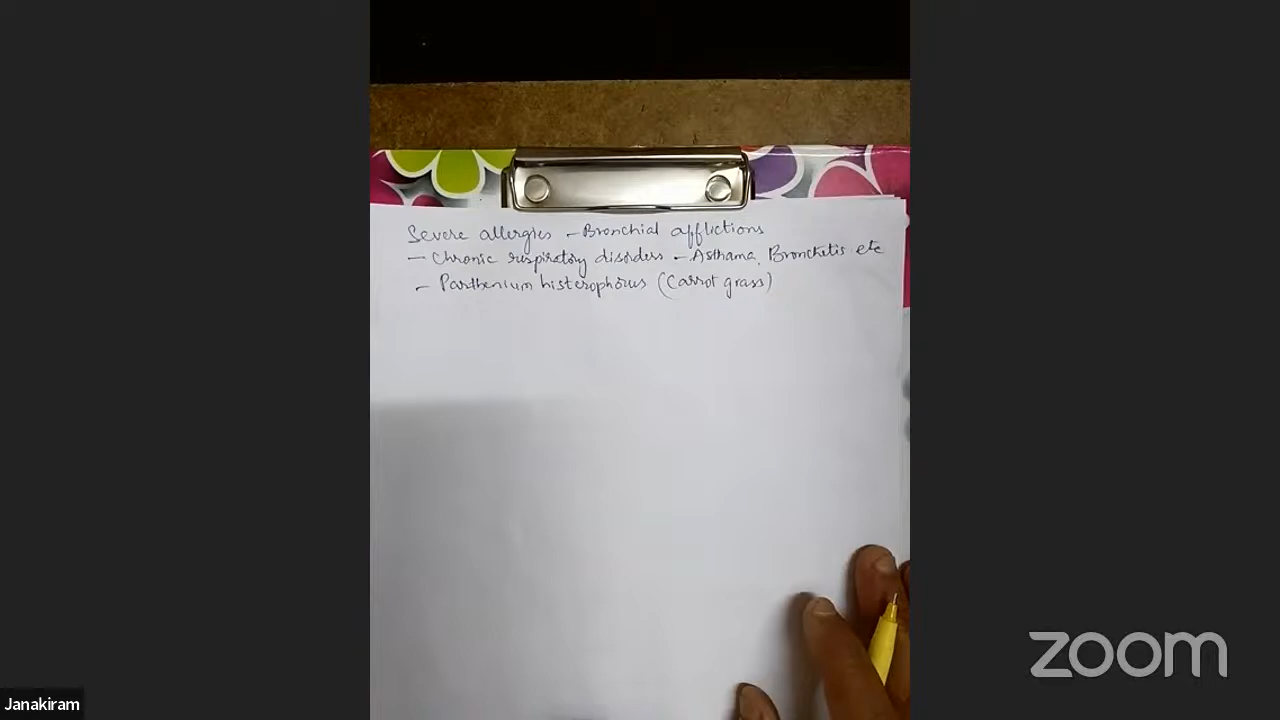 Severe allergies - Bronchial afflictions
- Chronic respiratory disorders - Asthama, Bronchitis etc
- Parthenium histerophorus (Carrot grass)
zoom
Janakiram